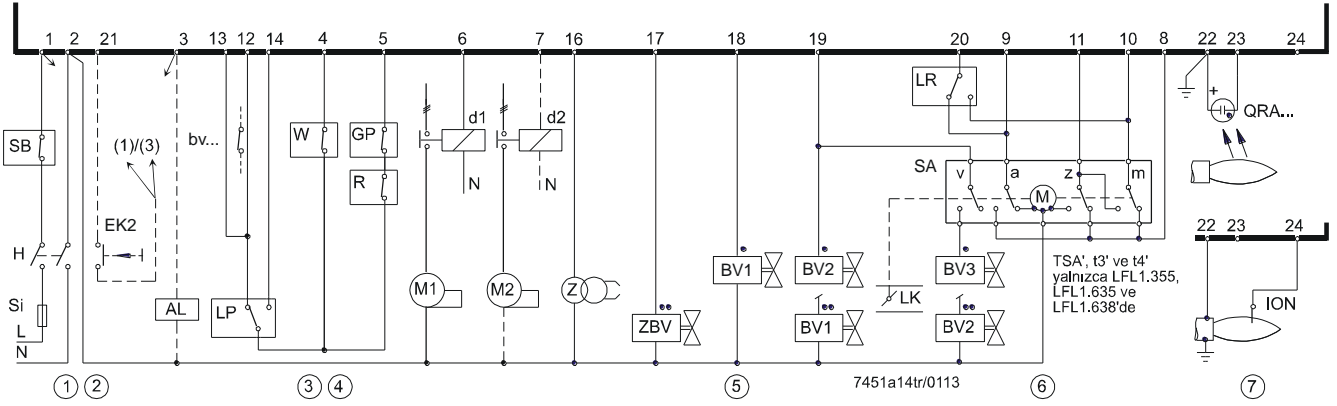 1 2 21 3 13 12 14 4 5 6 7 16 17 18 19 20 9 11 10 8 22 23 24
LR
d1 d2
+
QRA...
SB
bv...
W
GP
(1)/(3)
R
N N
SA
v a z m
M
EK2
H
22 23 24
BV1 BV2 BV3
TSA', t3' ve t4'
yalnızca LFL1.355,
LFL1.635 ve
LFL1.638'de
M1 M2 Z
Si
AL
LP
LK
ION
L
ZBV
BV1
BV2
N
7451a14tr/0113
1 2 3 4 5 6 7